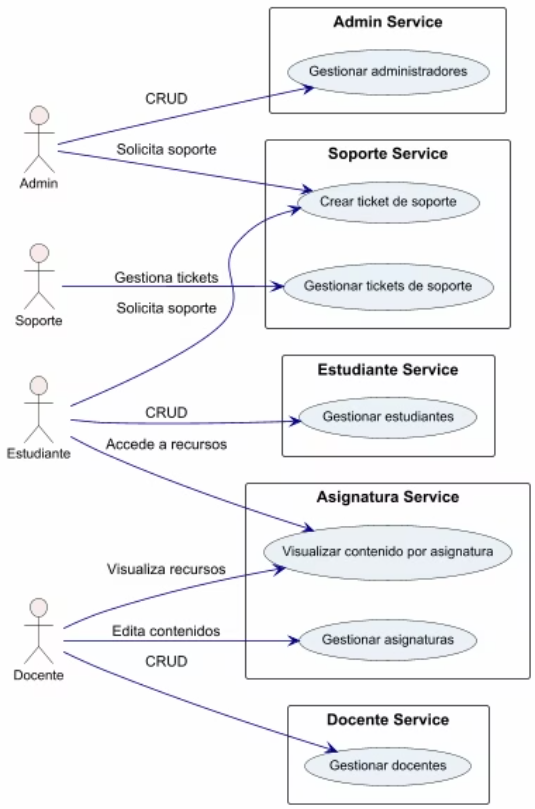 Admin Service
Gestionar administradores
CRUD
Solicita soporte
Admin
Soporte Service
Crear ticket de soporte
Gestiona tickets
Gestionar tickets de soporte
Solicita soporte
Soporte
Estudiante Service
CRUD
Gestionar estudiantes
Accede a recursos
Estudiante
Asignatura Service
Visualizar contenido por asignatura
Visualiza recursos
Edita contenidos
Gestionar asignaturas
CRUD
Docente
Docente Service
Gestionar docentes